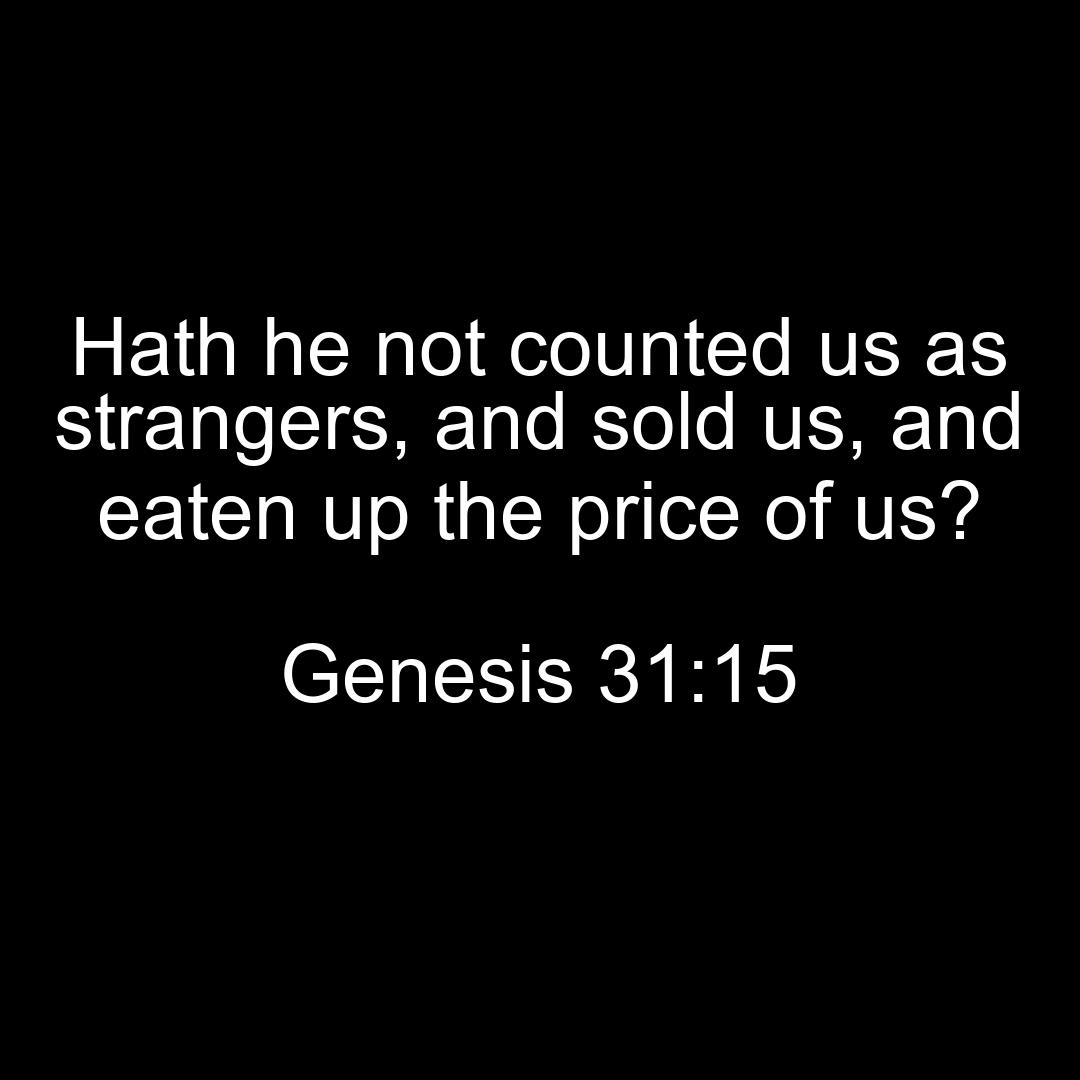 Hath he not counted us as
strangers, and sold us, and
eaten up the price of us?
Genesis 31:15